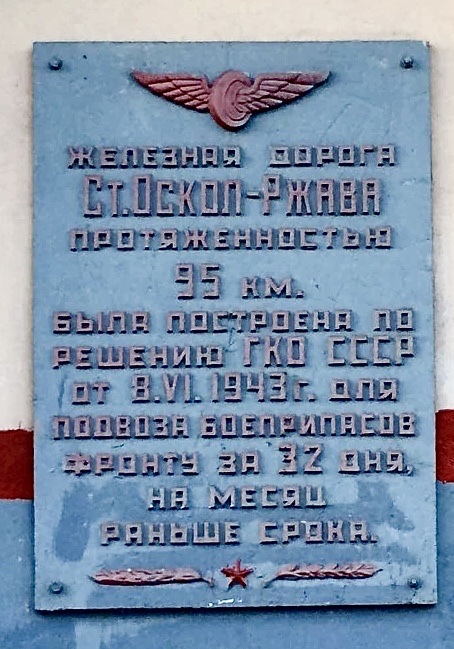 ЖЕЛЕЗНАЯ ДОРОГА
СТ.ОСКОЛ-РЖАВА
ПРОТЯЖЕННОСТЬЮ
95 КМ.
БЫЛА ПОСТРОЕНА ПО
РЕШЕНИЮ ГКО СССР
ОТ 8.VI.1943Г. ДЛЯ
ПОДВОЗА БОЕПРИПАСОВ
ФРОНТУ ЗА 32 ДНЯ,
НА МЕСЯЦ
РАНЬШЕ СРОКА.